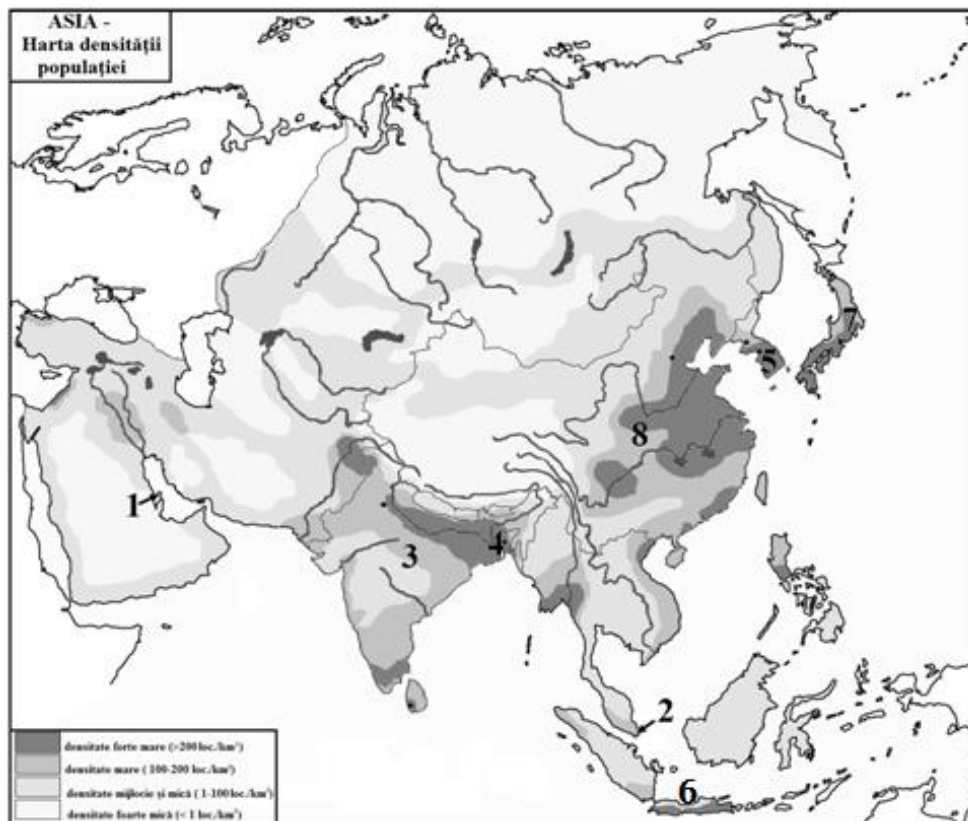 ASIA -
Harta densității
populației
7
5
8
1
3
4
2
6
densitate forte mare (>200 loc./km²)
densitate mare ( 100-200 loc./km²)
densitate mijlocie și mică ( 1-100 loc./km²)
densitate foarte mică (< 1 loc./km²)